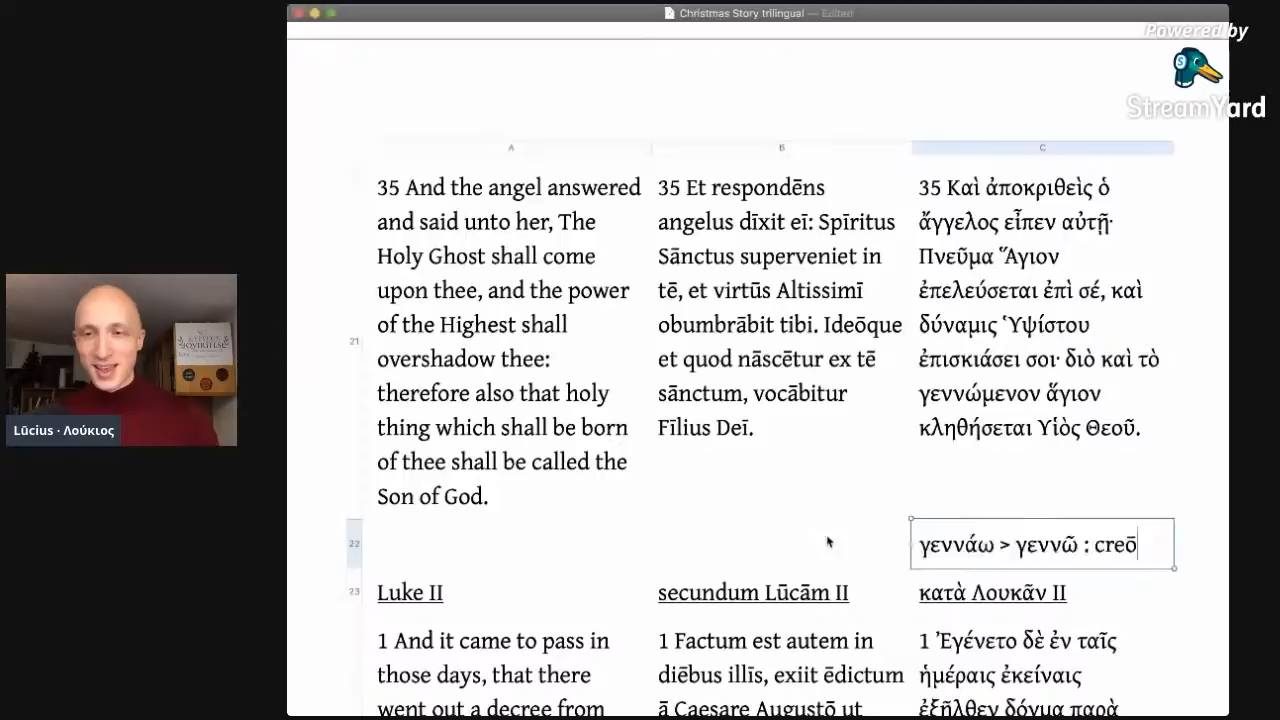 Christmas Story trilingual — Edited
Powered by
StreamYard
A
B
C
35 And the angel answered
and said unto her, The
Holy Ghost shall come
upon thee, and the power
of the Highest shall
overshadow thee:
therefore also that holy
thing which shall be born
of thee shall be called the
Son of God.
35 Et respondēns
angelus dīxit eī: Spīritus
Sānctus superveniet in
tē, et virtūs Altissimī
obumbrābit tibi. Ideōque
et quod nāscētur ex tē
sānctum, vocābitur
Fīlius Deī.
35 Καὶ ἀποκριθεὶς ὁ
ἄγγελος εἶπεν αὐτῇ·
Πνεῦμα Ἅγιον
ἐπελεύσεται ἐπὶ σέ, καὶ
δύναμις Ὑψίστου
ἐπισκιάσει σοι· διὸ καὶ τὸ
γεννώμενον ἅγιον
κληθήσεται Υἱὸς Θεοῦ.
21
22
γεννάω > γεννῶ : creō
23
Luke II
secundum Lūcām II
κατὰ Λουκᾶν II
1 And it came to pass in
those days, that there
went out a decree from
1 Factum est autem in
diēbus illīs, exiit ēdictum
ā Caesare Augustō ut
1 Ἐγένετο δὲ ἐν ταῖς
ἡμέραις ἐκείναις
ἐξῆλθεν δόγμα παρὰ
Lūcius · Λούκιος